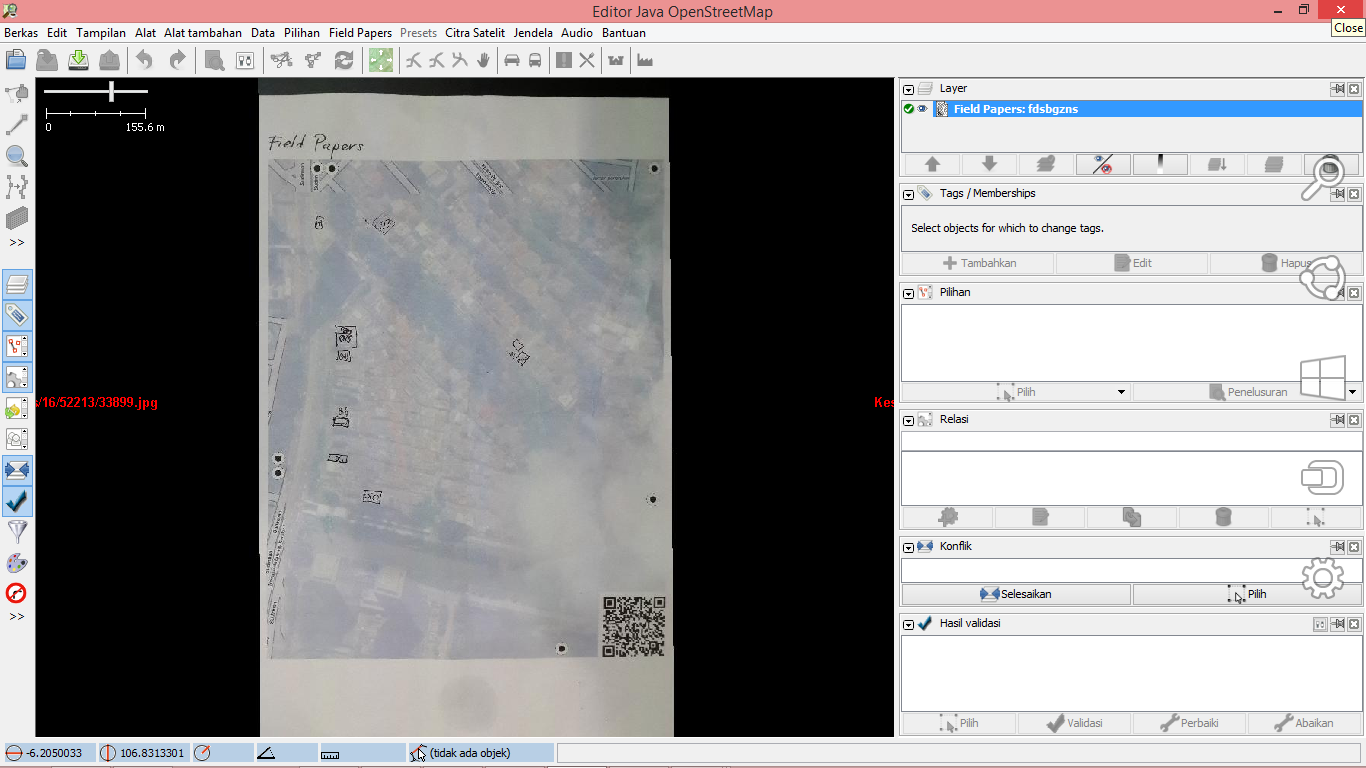 Editor Java OpenStreetMap
Close
Berkas Edit Tampilan Alat Alat tambahan Data Pilihan Field Papers Presets Citra Satelit Jendela Audio Bantuan
0 155.6 m
Field Papers
s/16/52213/33899.jpg
Kes
Layer
Field Papers: fdsbgzns
Tags / Memberships
Select objects for which to change tags.
Tambahkan Edit Hapus
Pilihan
Pilih Penelusuran
Relasi
Konflik
Selesaikan Pilih
Hasil validasi
Pilih Validasi Perbaiki Abaikan
>>
>>
-6.2050033 106.8313301 (tidak ada objek)